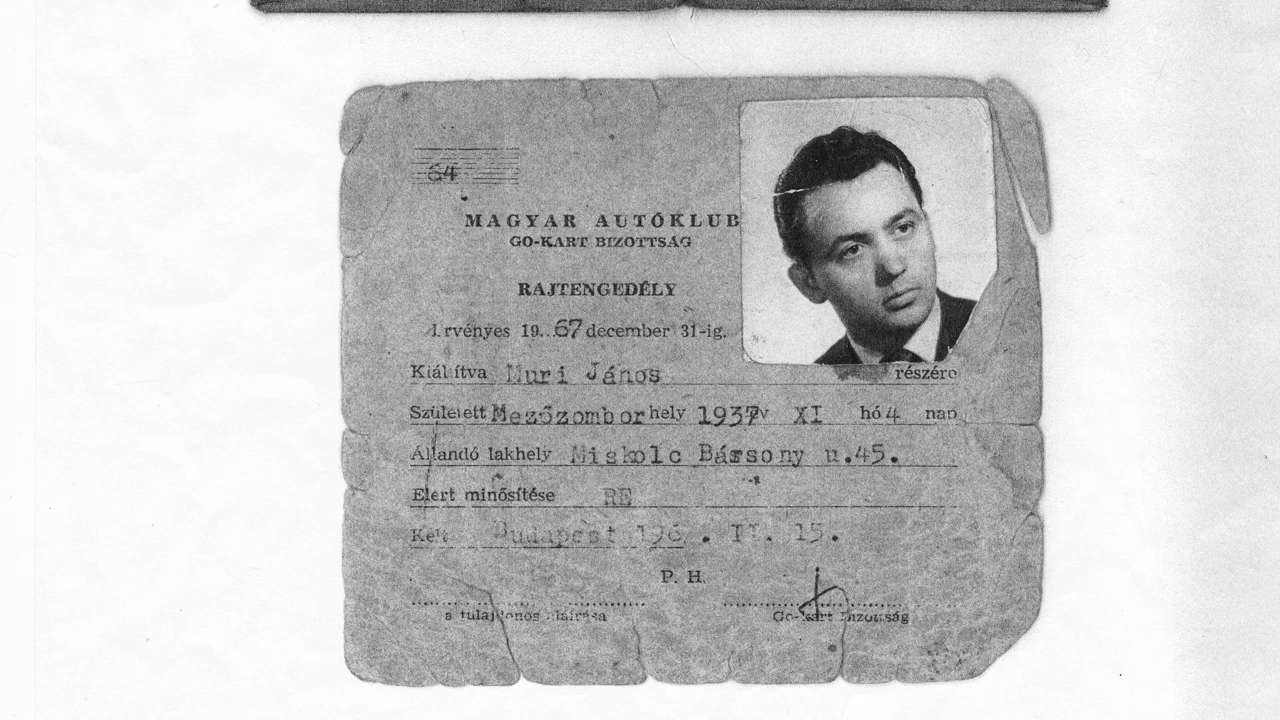 64
MAGYAR AUTÓKLUB
GO-KART BIZOTTSÁG
RAJTENGEDÉLY
Érvényes 19..67 december 31-ig.
Kiállítva Muri János részére
Született Mezőzombor hely 1937 év XI hó 4 nap
Állandó lakhely Miskolc Bársony u.45.
Elért minősítése RE
Kelt Budapest . II. 15.
P. H.
a tulajdonos aláírása Go-kart Bizottság